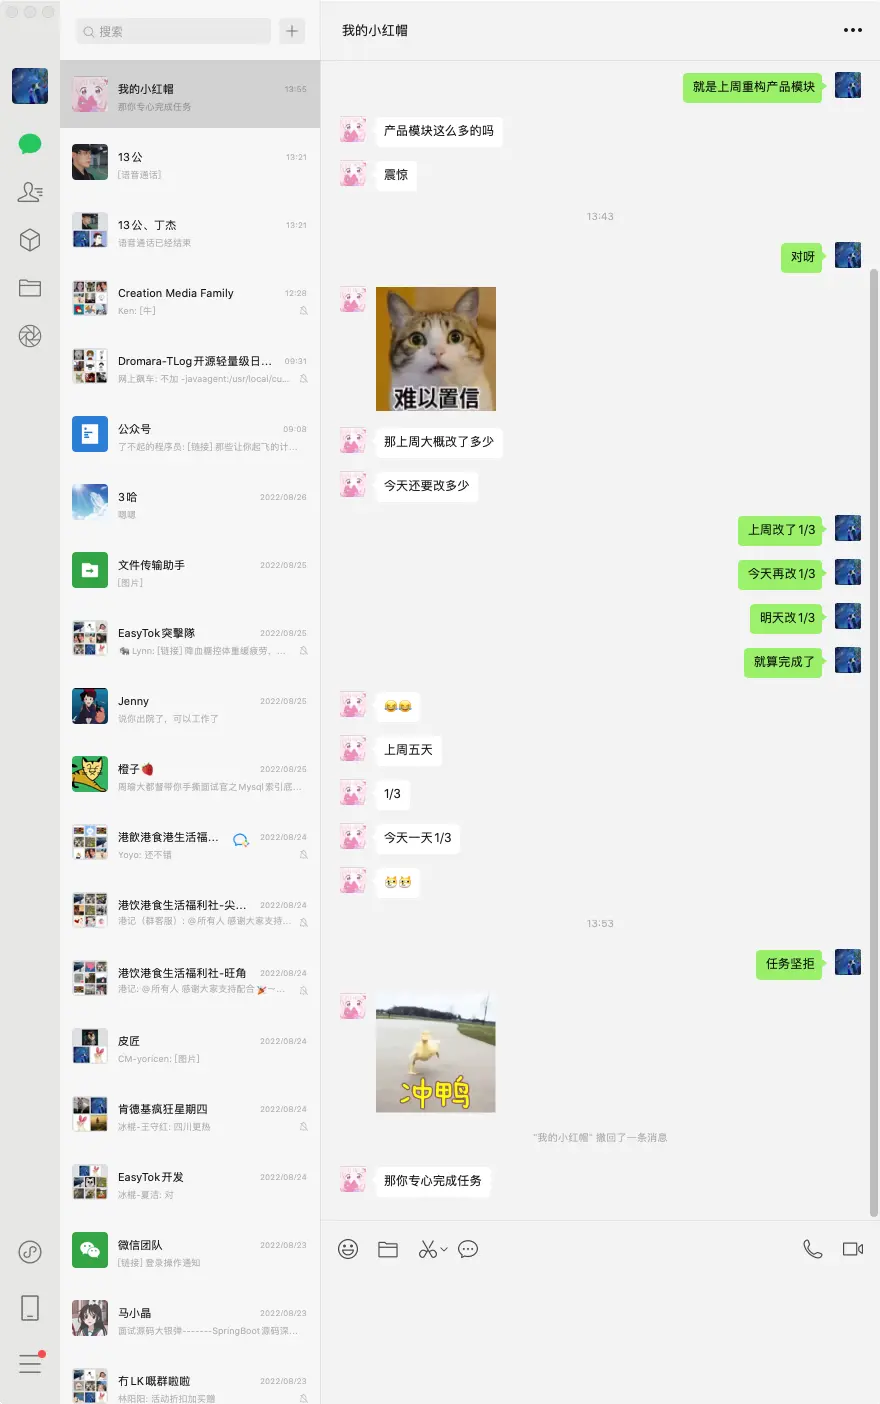 搜索
我的小红帽
13:55
那你专心完成任务
13公
13:21
[语音通话]
13公、丁杰
13:21
语音通话已经结束
Creation Media Family
12:28
Ken: [牛]
Dromara-TLog开源轻量级日...
09:31
网上飙车: 不加 -javaagent:/usr/local/cu...
公众号
09:08
了不起的程序员: [链接] 那些让你起飞的计...
3哈
2022/08/26
嗯嗯
文件传输助手
2022/08/25
[图片]
EasyTok突擊隊
2022/08/25
Lynn: [链接] 降血糖控体重缓疲劳，...
Jenny
2022/08/25
说你出院了，可以工作了
橙子🍓
2022/08/25
周瑜大都督带你手撕面试官之Mysql索引底...
港飲港食港生活福...
2022/08/24
Yoyo: 还不错
港饮港食生活福利社-尖...
2022/08/24
港记（群客服）: @所有人 感谢大家支持...
港饮港食生活福利社-旺角
2022/08/24
港记: @所有人 感谢大家支持配合🎉~...
皮匠
2022/08/24
CM-yoricen: [图片]
肯德基疯狂星期四
2022/08/24
冰棍-王守红: 四川更热
EasyTok开发
2022/08/24
冰棍-夏洁: 对
微信团队
2022/08/23
[链接] 登录操作通知
马小晶
2022/08/23
面试源码大银弹-------SpringBoot源码深...
冇LK嘅群啦啦
2022/08/23
林阳阳: 活动折扣加买赠
我的小红帽
就是上周重构产品模块
产品模块这么多的吗
震惊
13:43
对呀
难以置信
那上周大概改了多少
今天还要改多少
上周改了1/3
今天再改1/3
明天改1/3
就算完成了
😂😂
上周五天
1/3
今天一天1/3
😼😼
13:53
任务坚拒
冲鸭
"我的小红帽" 撤回了一条消息
那你专心完成任务